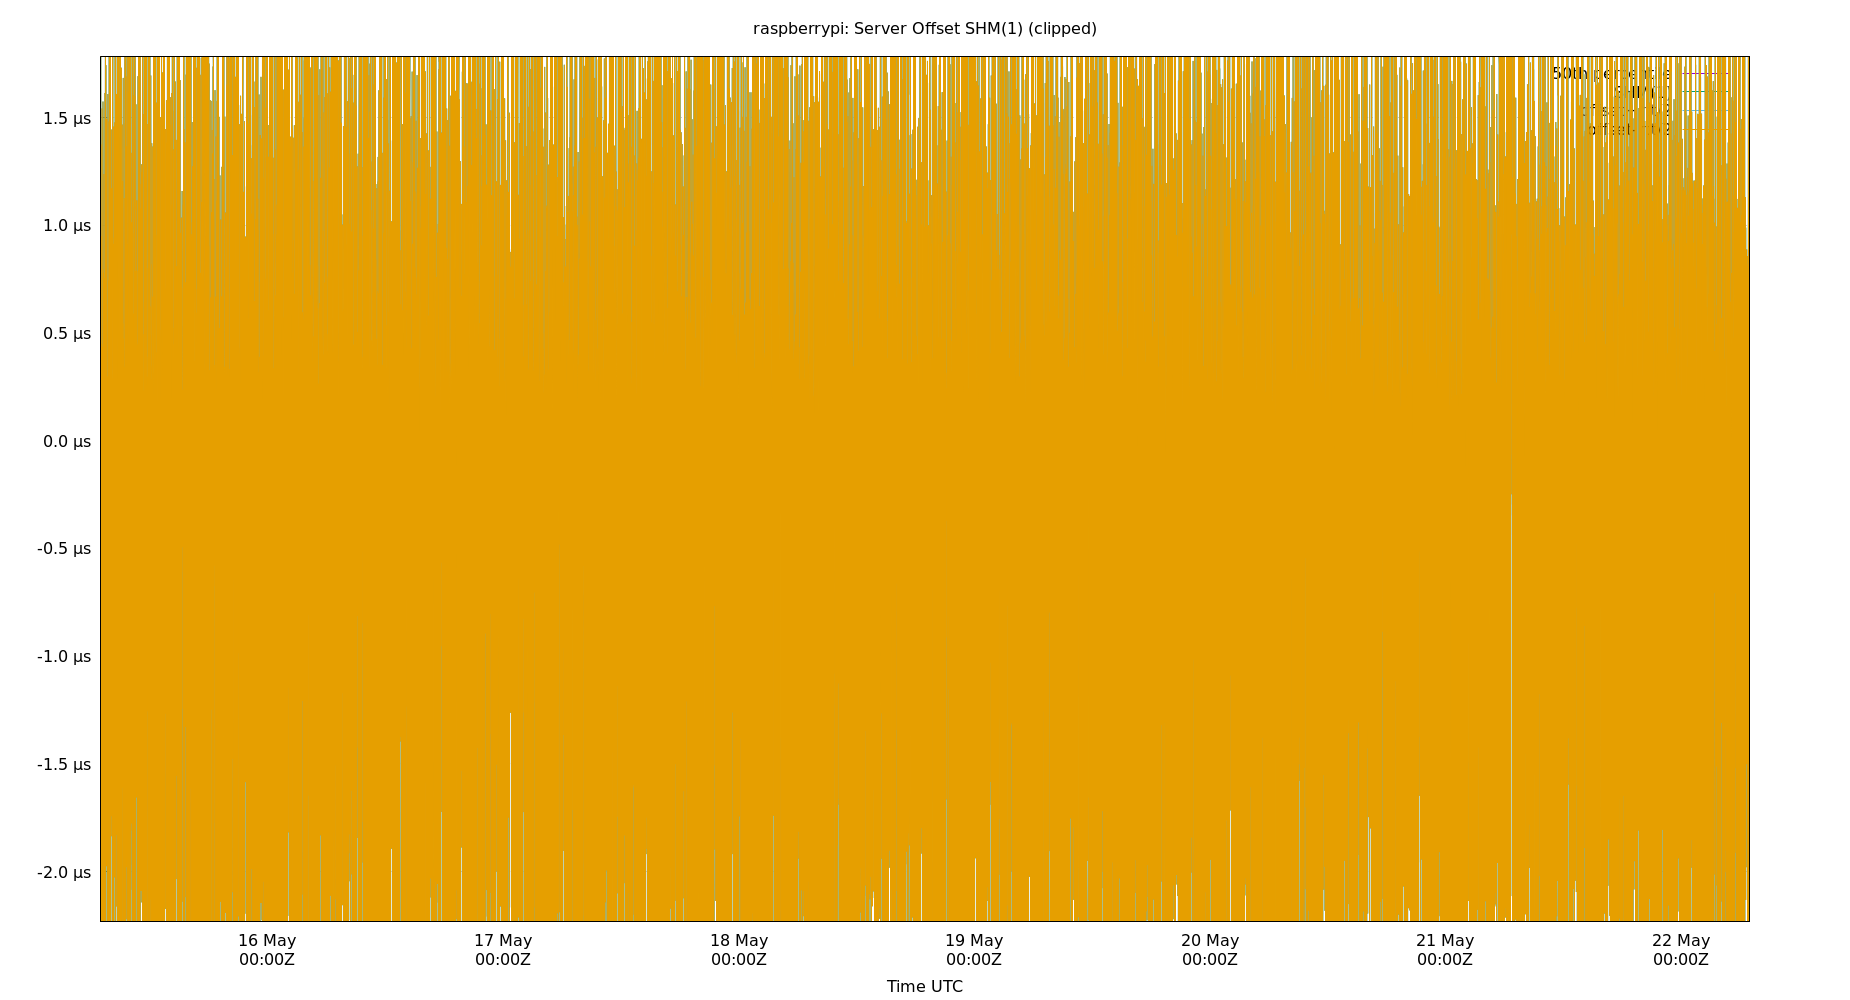 raspberrypi: Server Offset SHM(1) (clipped)
50th percentile
1.5 µs
1.0 µs
0.5 µs
0.0 µs
-0.5 µs
-1.0 µs
-1.5 µs
-2.0 µs
16 May
00:00Z
17 May
00:00Z
18 May
00:00Z
19 May
00:00Z
20 May
00:00Z
21 May
00:00Z
22 May
00:00Z
Time UTC